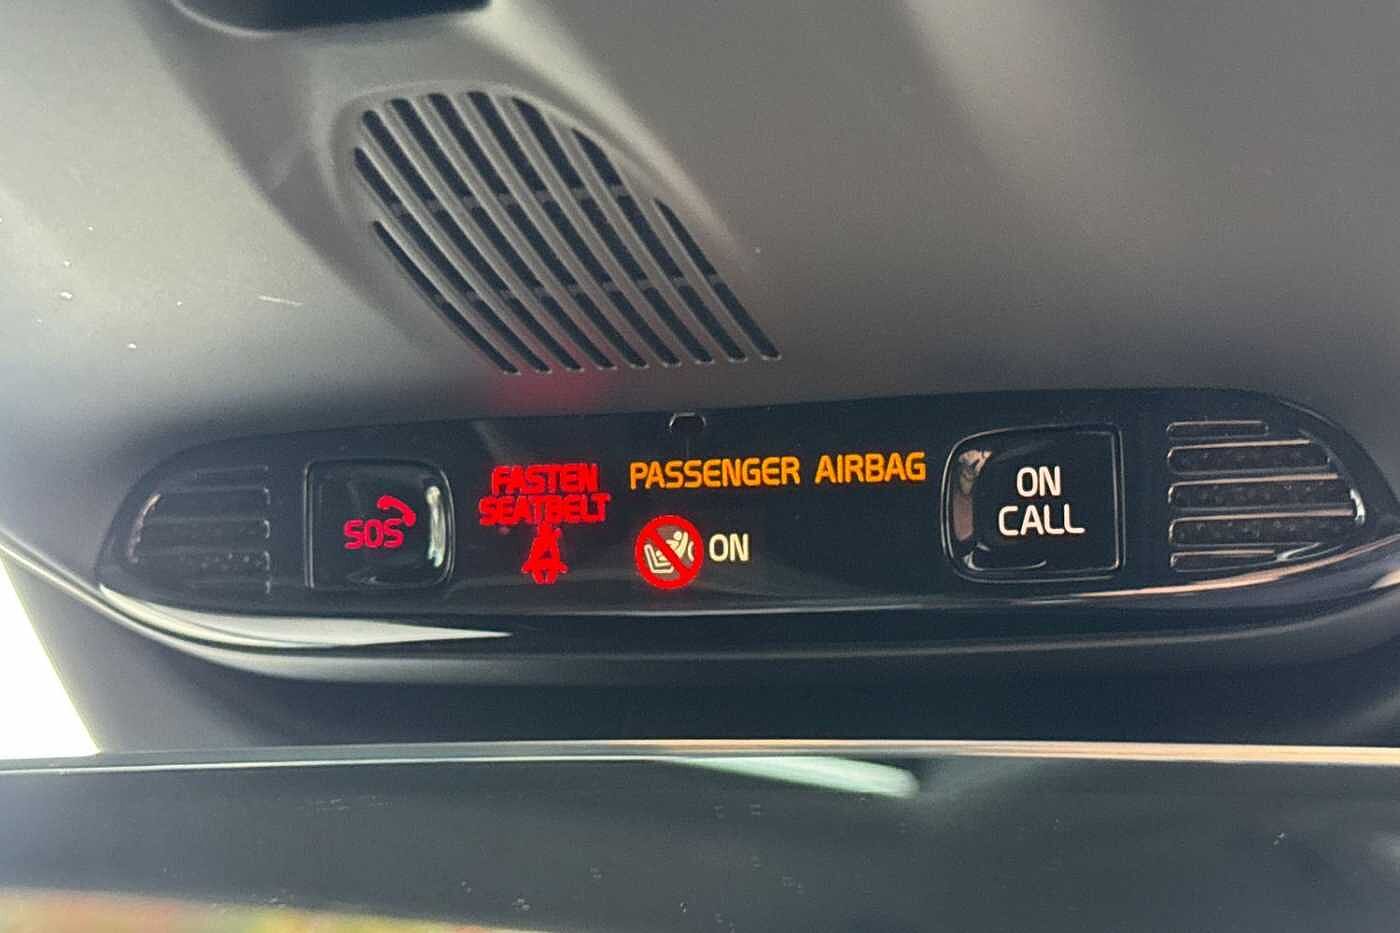 SOS
FASTEN
SEATBELT
PASSENGER AIRBAG
ON
ON
CALL